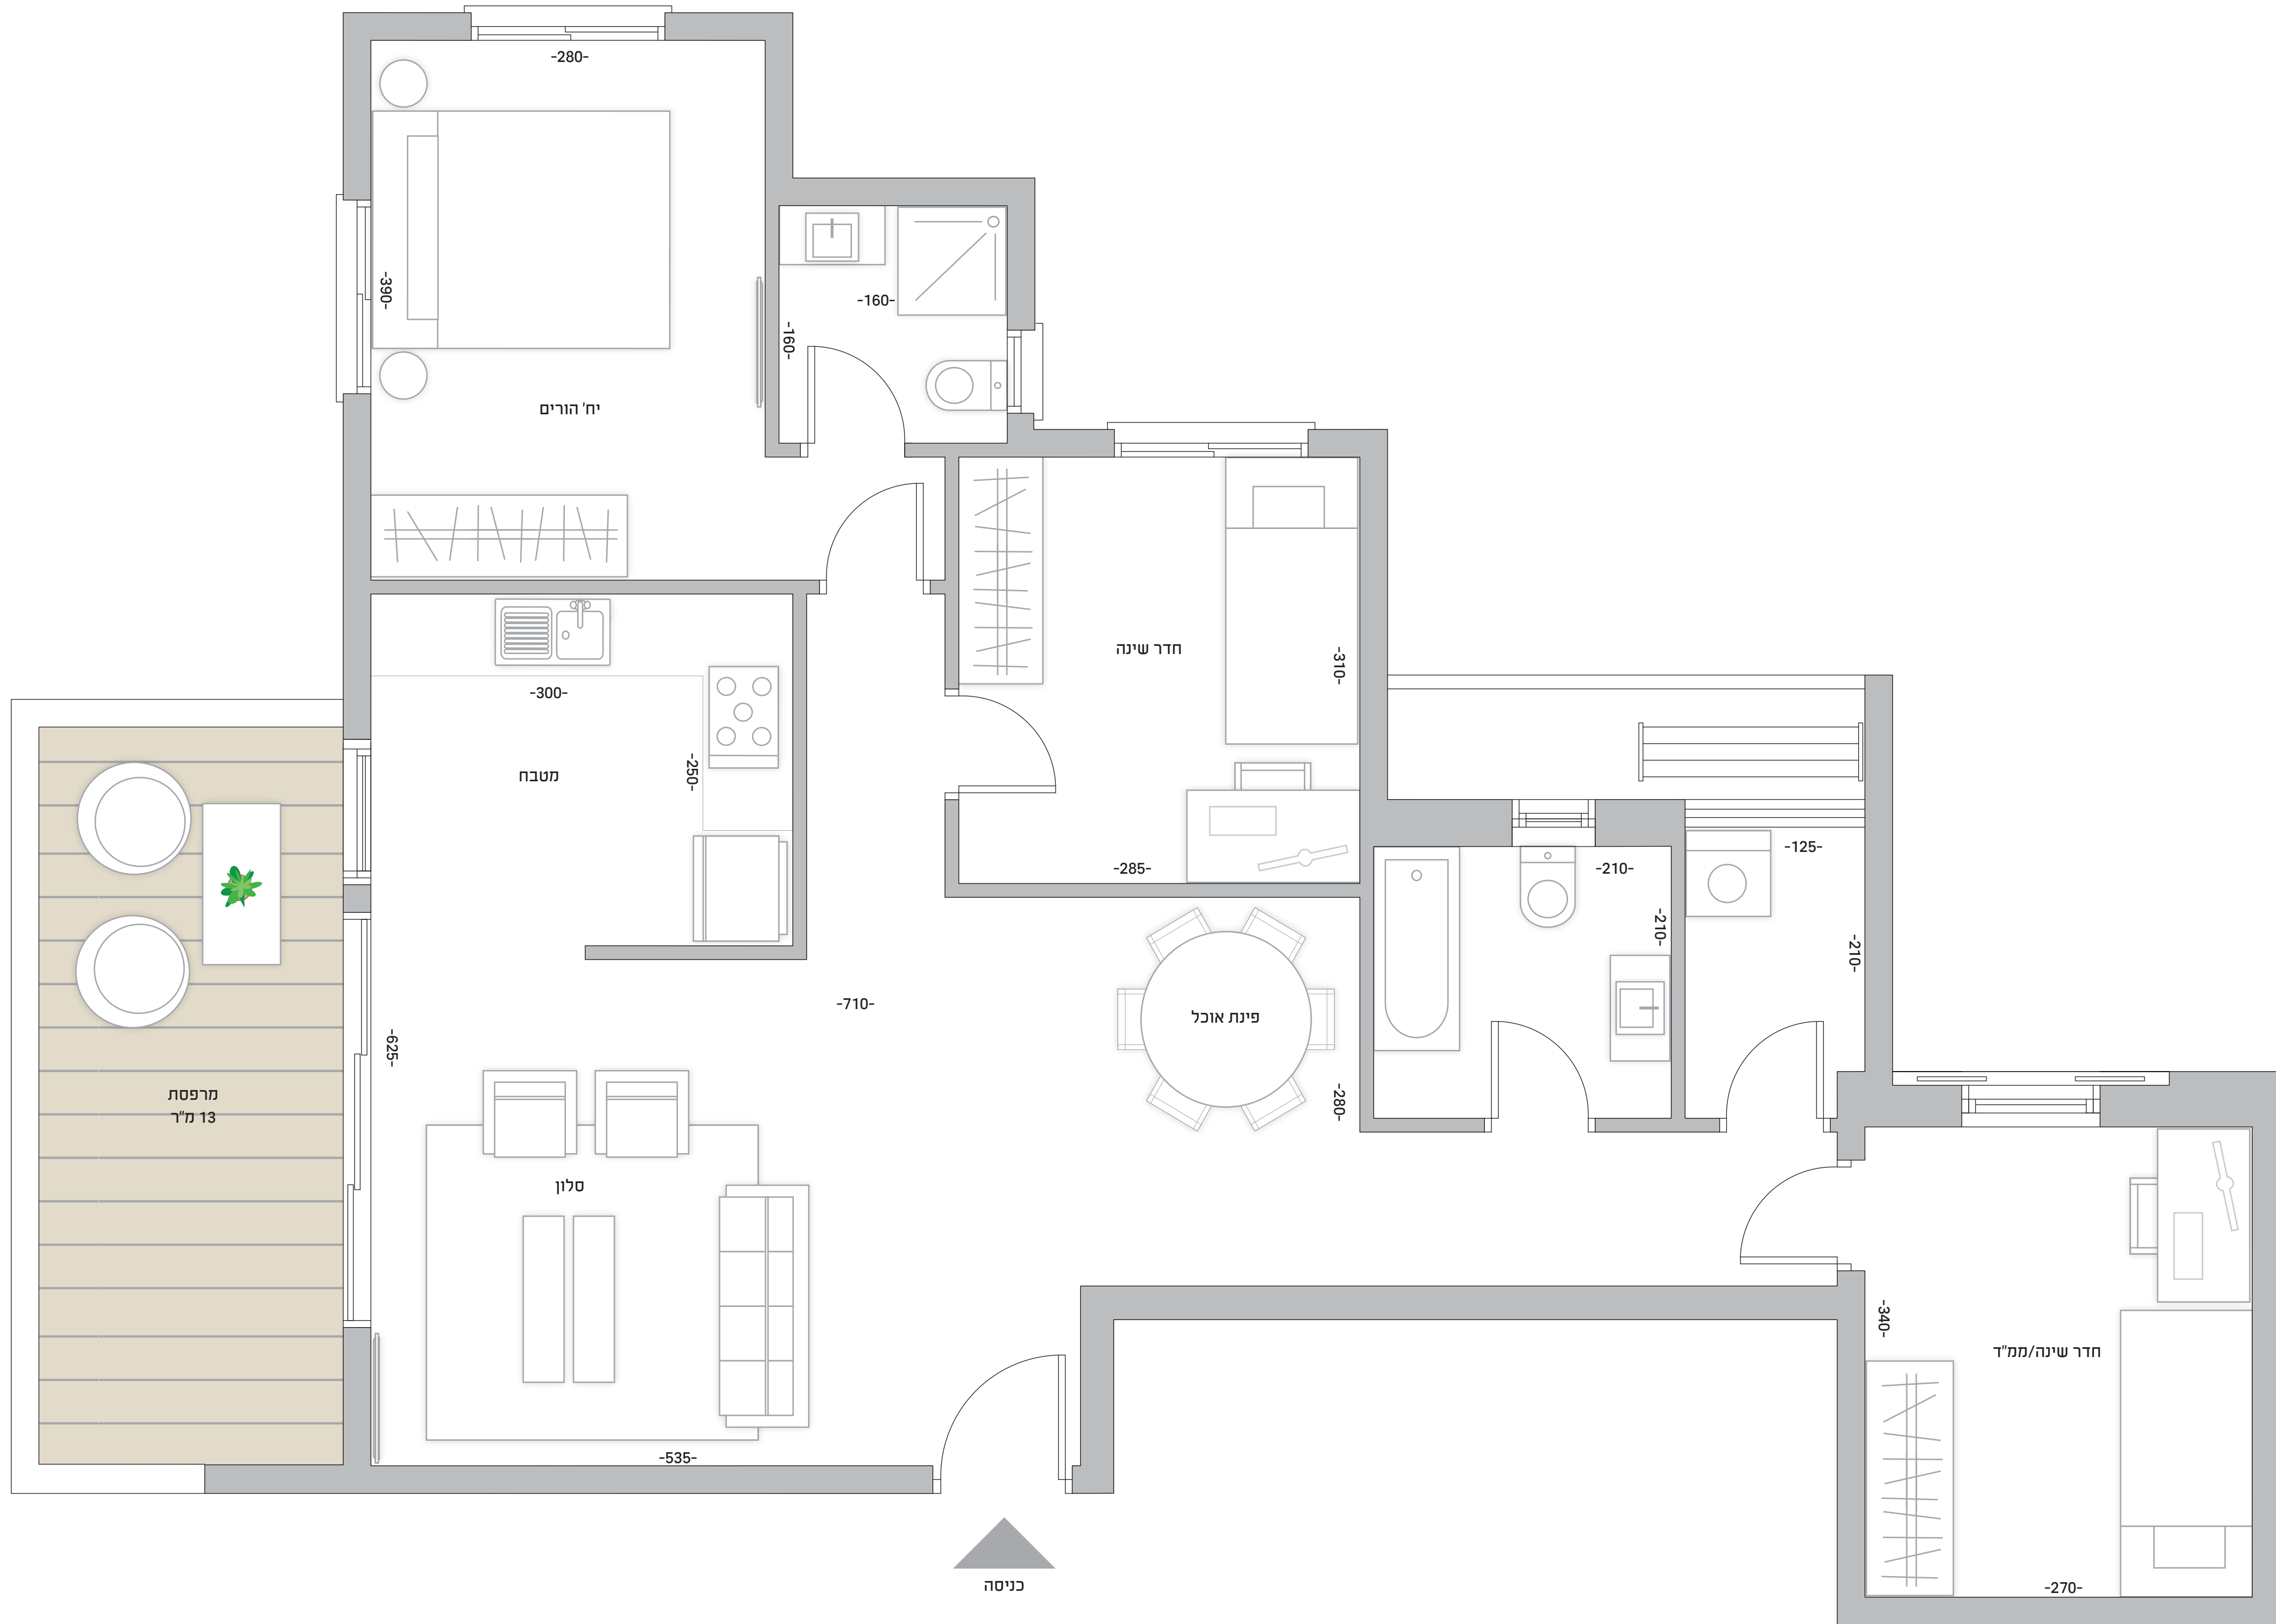 -280-
-390-
-160-
-160-
יח' הורים
חדר שינה
-310-
-300-
-250-
מטבח
-285-
-125-
-210-
-210-
-210-
-710-
פינת אוכל
-625-
-280-
מרפסת
13 מ"ר
סלון
-340-
חדר שינה/ממ"ד
-535-
כניסה
-270-